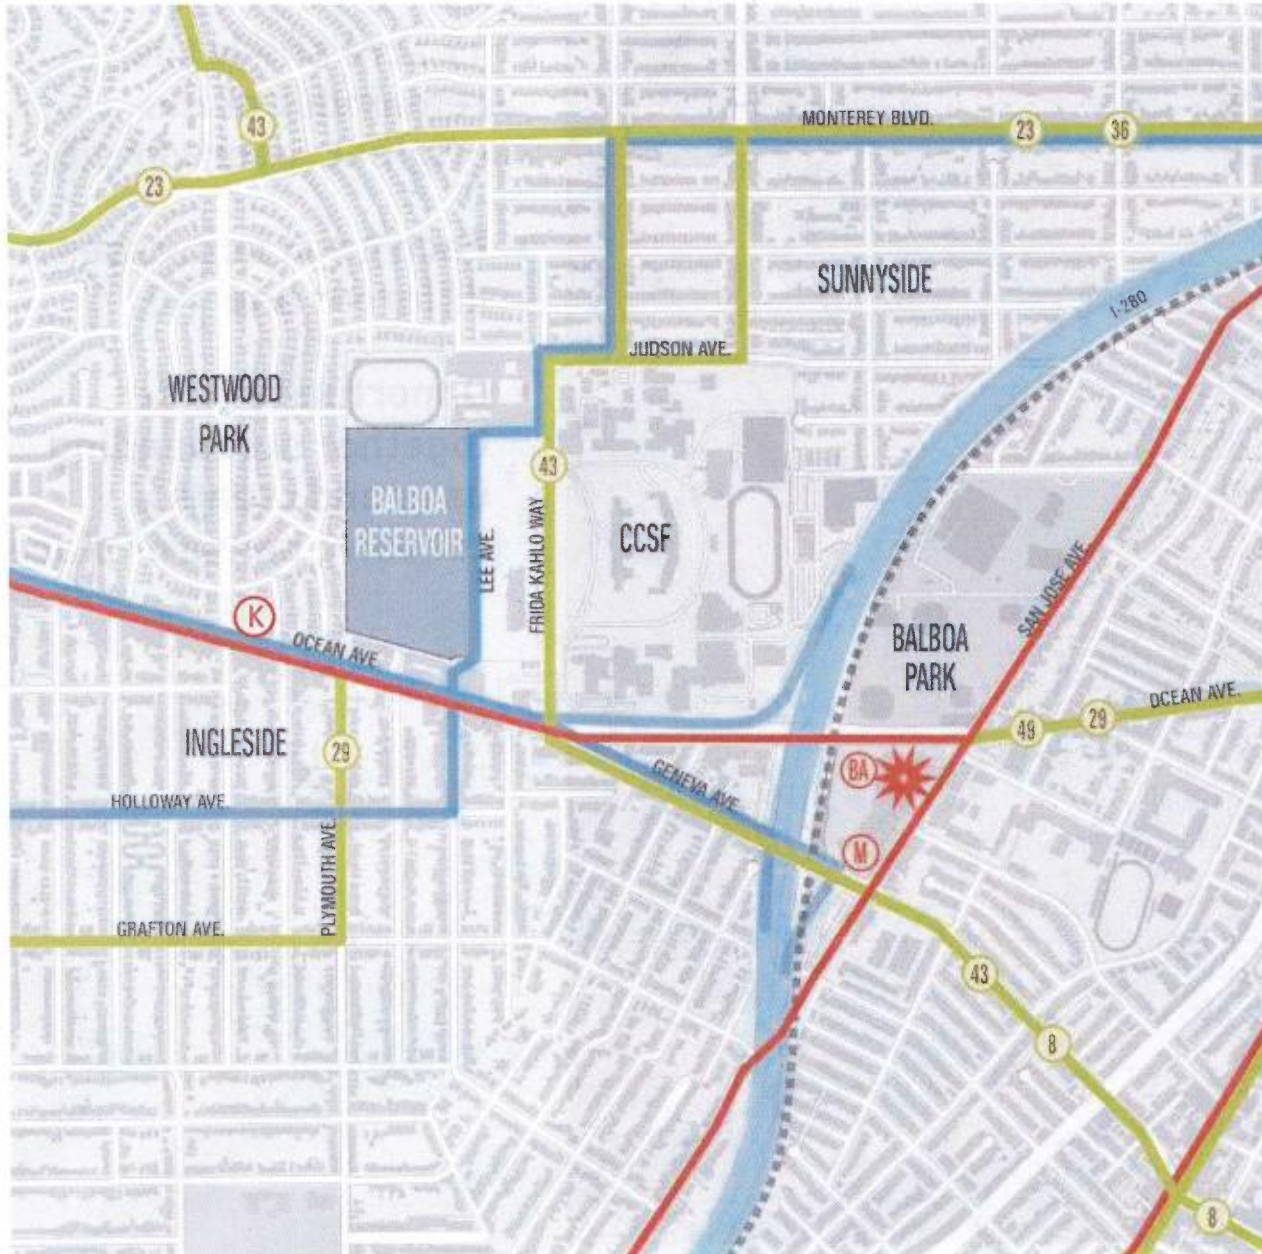 MONTEREY BLVD.
43
23
36
23
SUNNYSIDE
I-280
JUDSON AVE.
WESTWOOD
PARK
43
BALBOA
RESERVOIR
LEE AVE.
FRIDA KAHLO WAY
CCSF
SAN JOSE AVE.
K
OCEAN AVE.
BALBOA
PARK
OCEAN AVE.
49
29
INGLESIDE
29
BA
GENEVA AVE.
HOLLOWAY AVE.
M
PLYMOUTH AVE.
GRAFTON AVE.
43
8
8